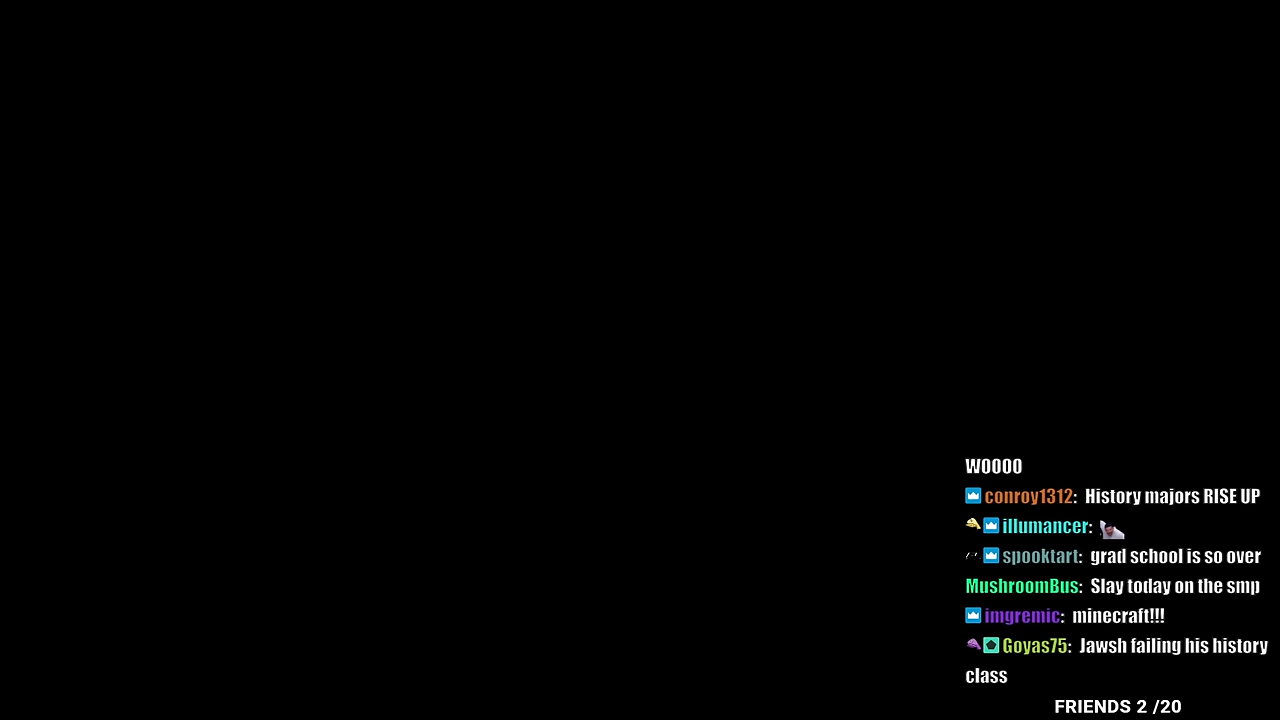 WOOOO
conroy1312: History majors RISE UP
illumancer:
spooktart: grad school is so over
MushroomBus: Slay today on the smp
imgremic: minecraft!!!
Goyas75: Jawsh failing his history
class
FRIENDS 2 /20